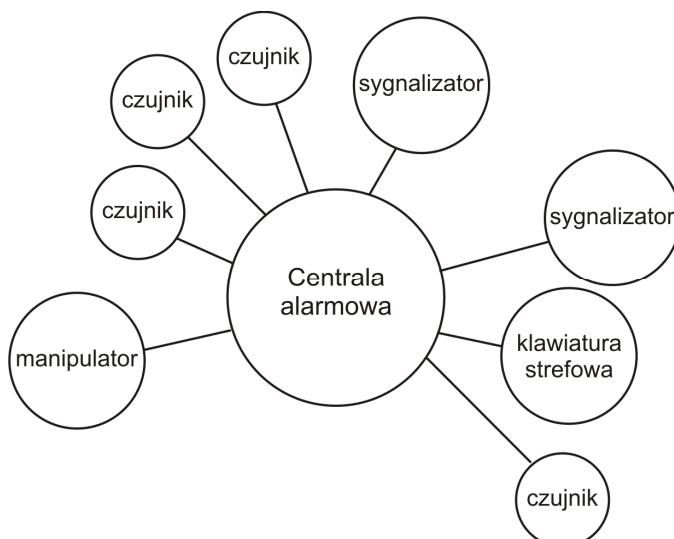 czujnik
czujnik
sygnalizator
czujnik
sygnalizator
Centrala
alarmowa
manipulator
klawiatura
strefowa
czujnik